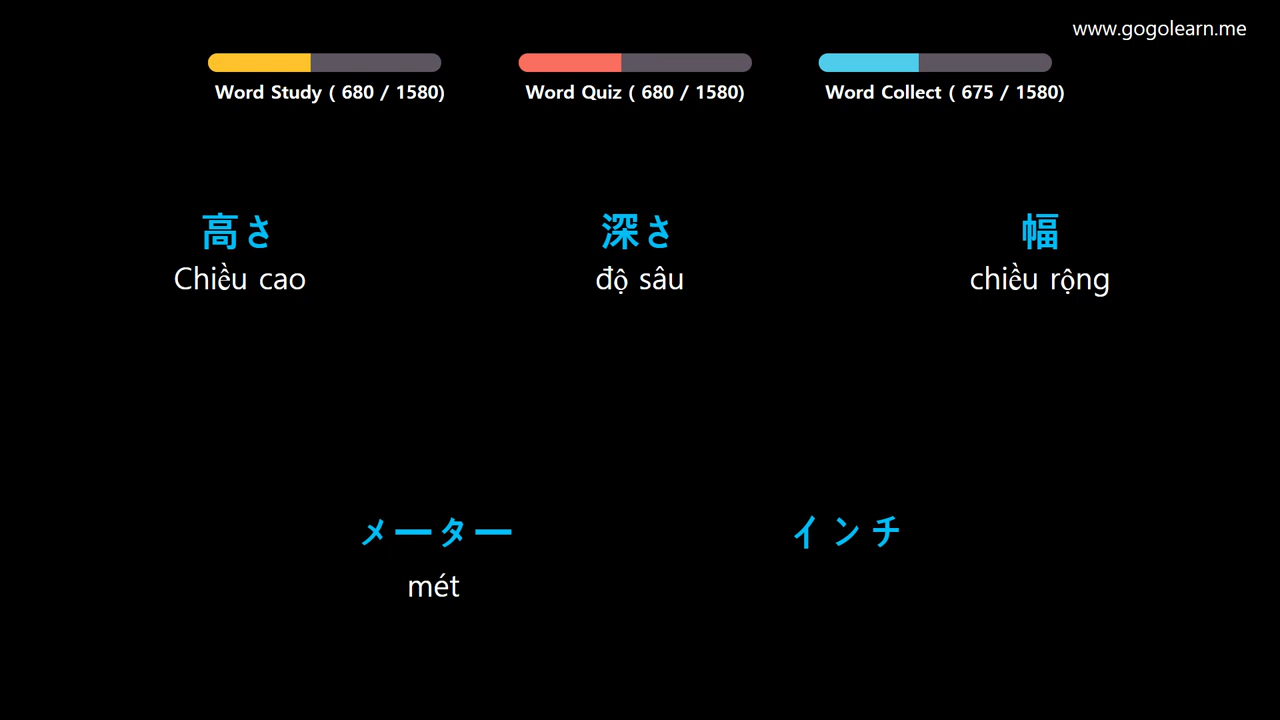 www.gogolearn.me
Word Study ( 680 / 1580)
Word Quiz ( 680 / 1580)
Word Collect ( 675 / 1580)
高さ
Chiều cao
深さ
độ sâu
幅
chiều rộng
メーター
mét
インチ